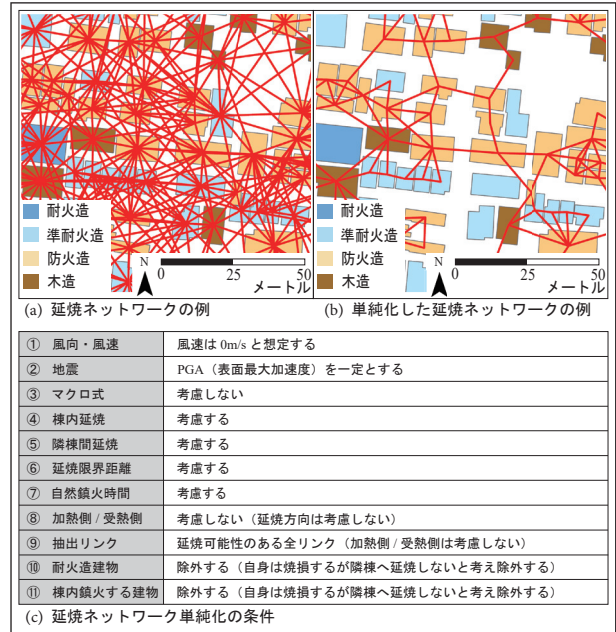 耐火造
準耐火造
防火造
木造
N
0 25 50
メートル
(a) 延焼ネットワークの例
耐火造
準耐火造
防火造
木造
N
0 25 50
メートル
(b) 単純化した延焼ネットワークの例
① 風向・風速 風速は 0m/s と想定する
② 地震 PGA（表面最大加速度）を一定とする
③ マクロ式 考慮しない
④ 棟内延焼 考慮する
⑤ 隣棟間延焼 考慮する
⑥ 延焼限界距離 考慮する
⑦ 自然鎮火時間 考慮する
⑧ 加熱側 / 受熱側 考慮しない（延焼方向は考慮しない）
⑨ 抽出リンク 延焼可能性のある全リンク（加熱側 / 受熱側は考慮しない）
⑩ 耐火造建物 除外する（自身は焼損するが隣棟へ延焼しないと考え除外する）
⑪ 棟内鎮火する建物 除外する（自身は焼損するが隣棟へ延焼しないと考え除外する）
(c) 延焼ネットワーク単純化の条件